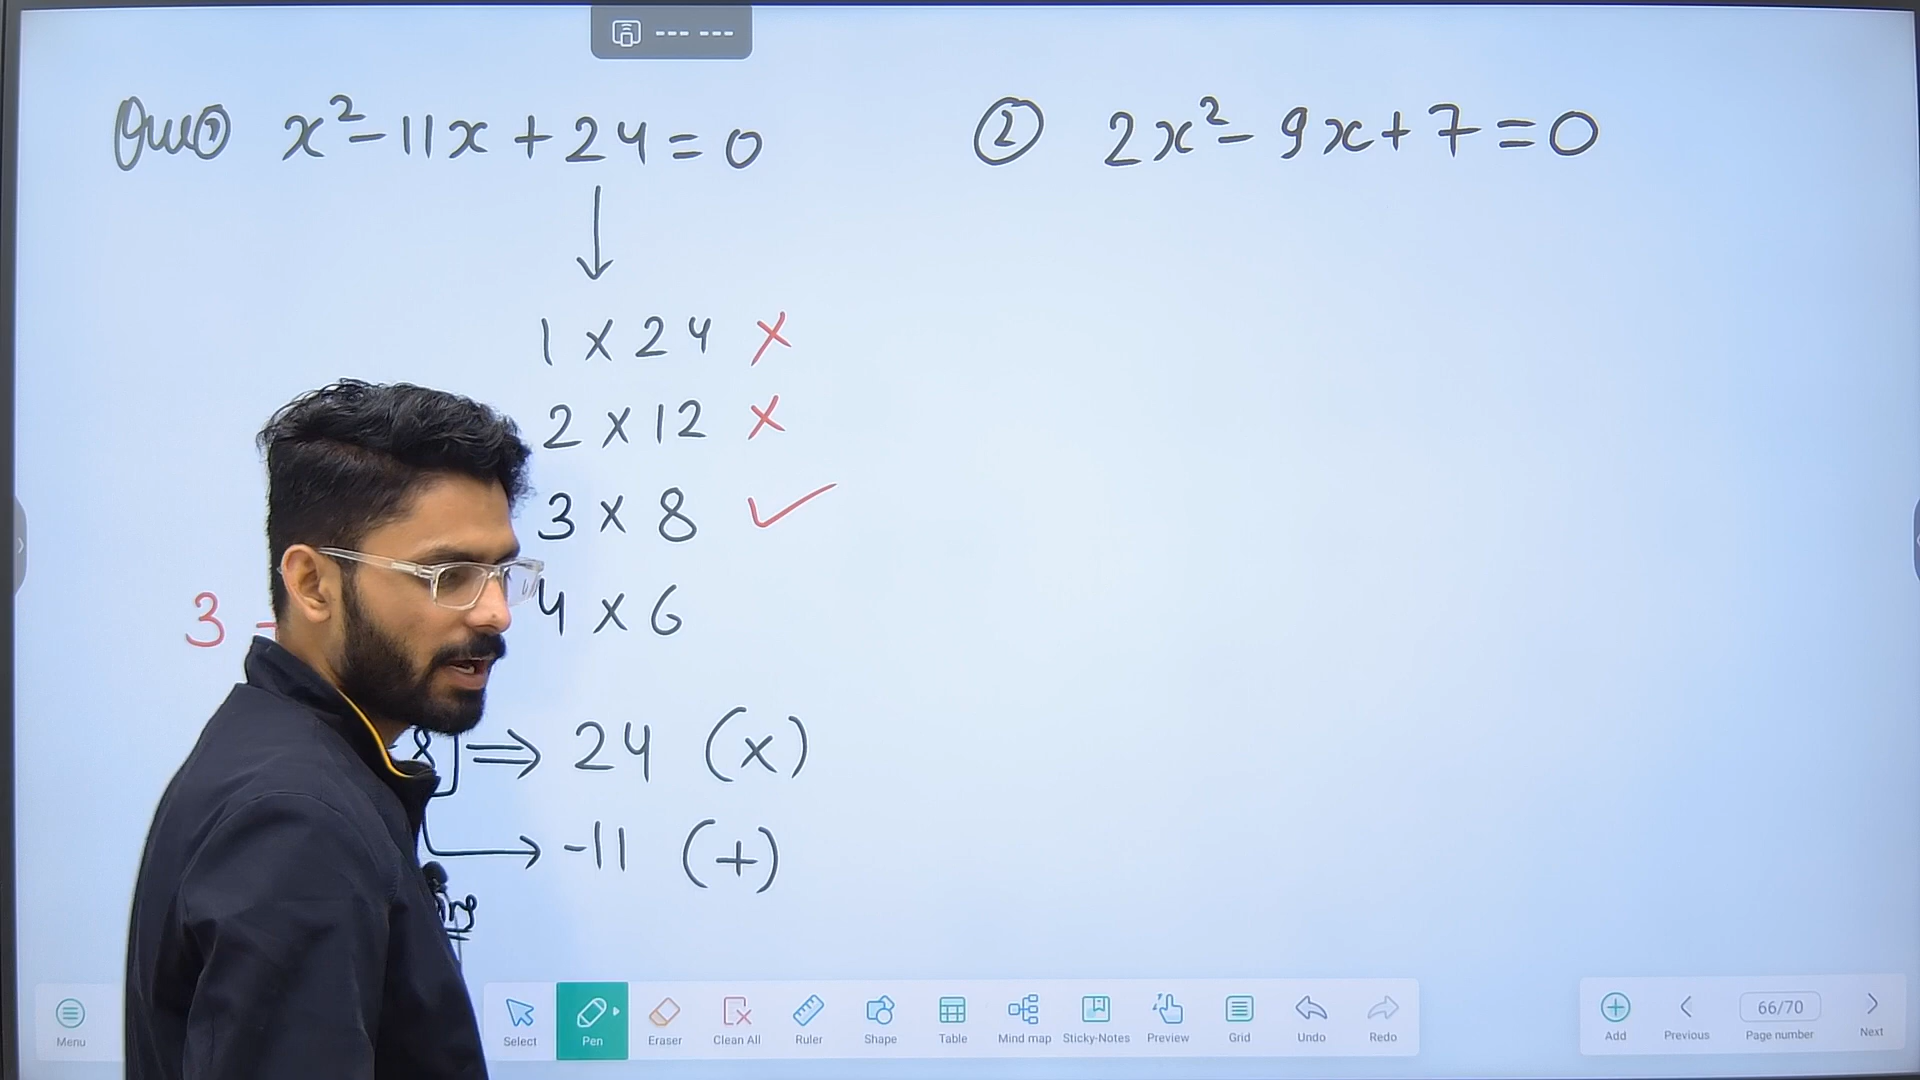 Que① x²-11x+24=0
② 2x²-9x+7=0
↓
1 x 24 ×
2 x 12 ×
3 x 8 ✓
4 x 6
3 -
8] ⇒ 24 (x)
→ -11 (+)
Menu
Select
Pen
Eraser
Clean All
Ruler
Shape
Table
Mind map
Sticky-Notes
Preview
Grid
Undo
Redo
Add
Previous
66/70
Page number
Next